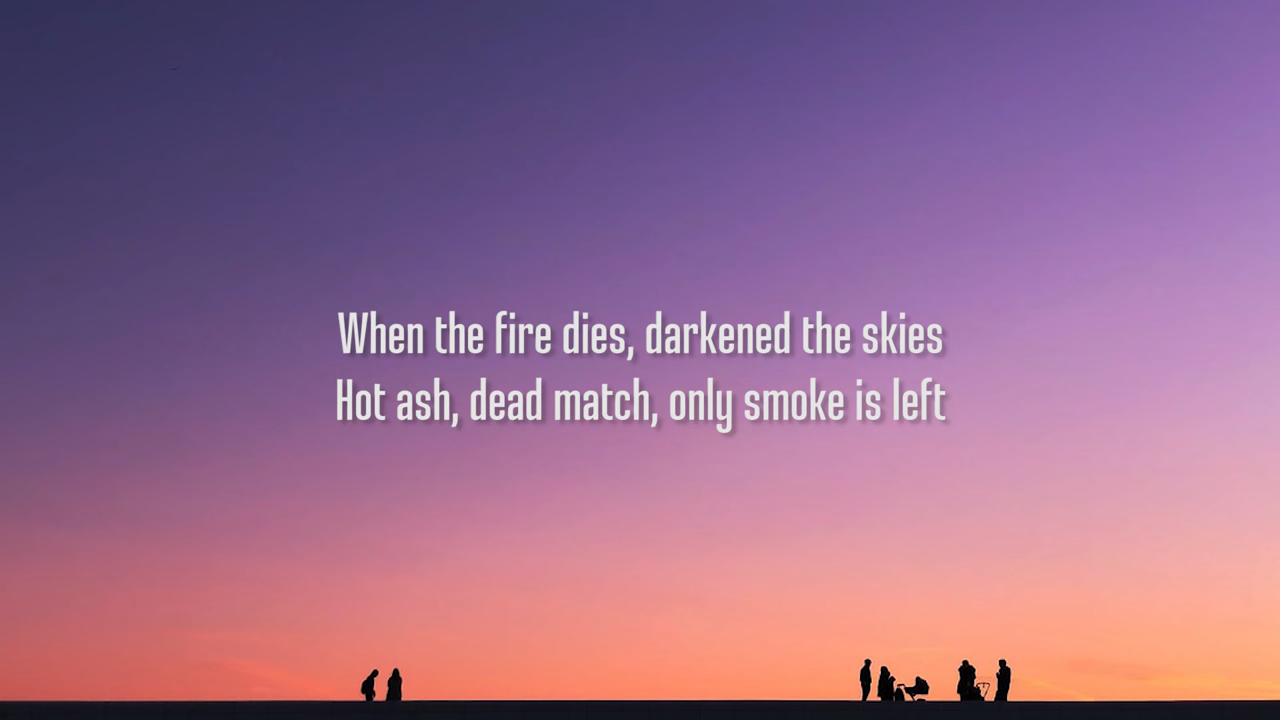 When the fire dies, darkened the skies
Hot ash, dead match, only smoke is left